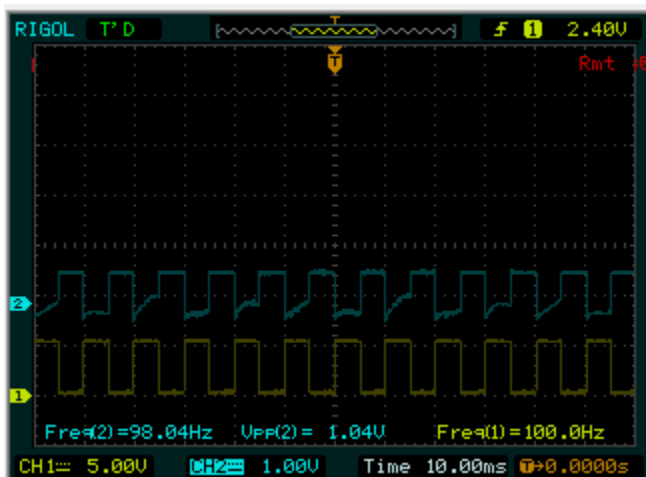 RIGOL T'D T ƒ 1 2.40V
T Rmt
2
1
Freq(2)=98.04Hz Vpp(2)= 1.04V Freq(1)=100.0Hz
CH1 5.00V CH2 1.00V Time 10.00ms T→0.0000s